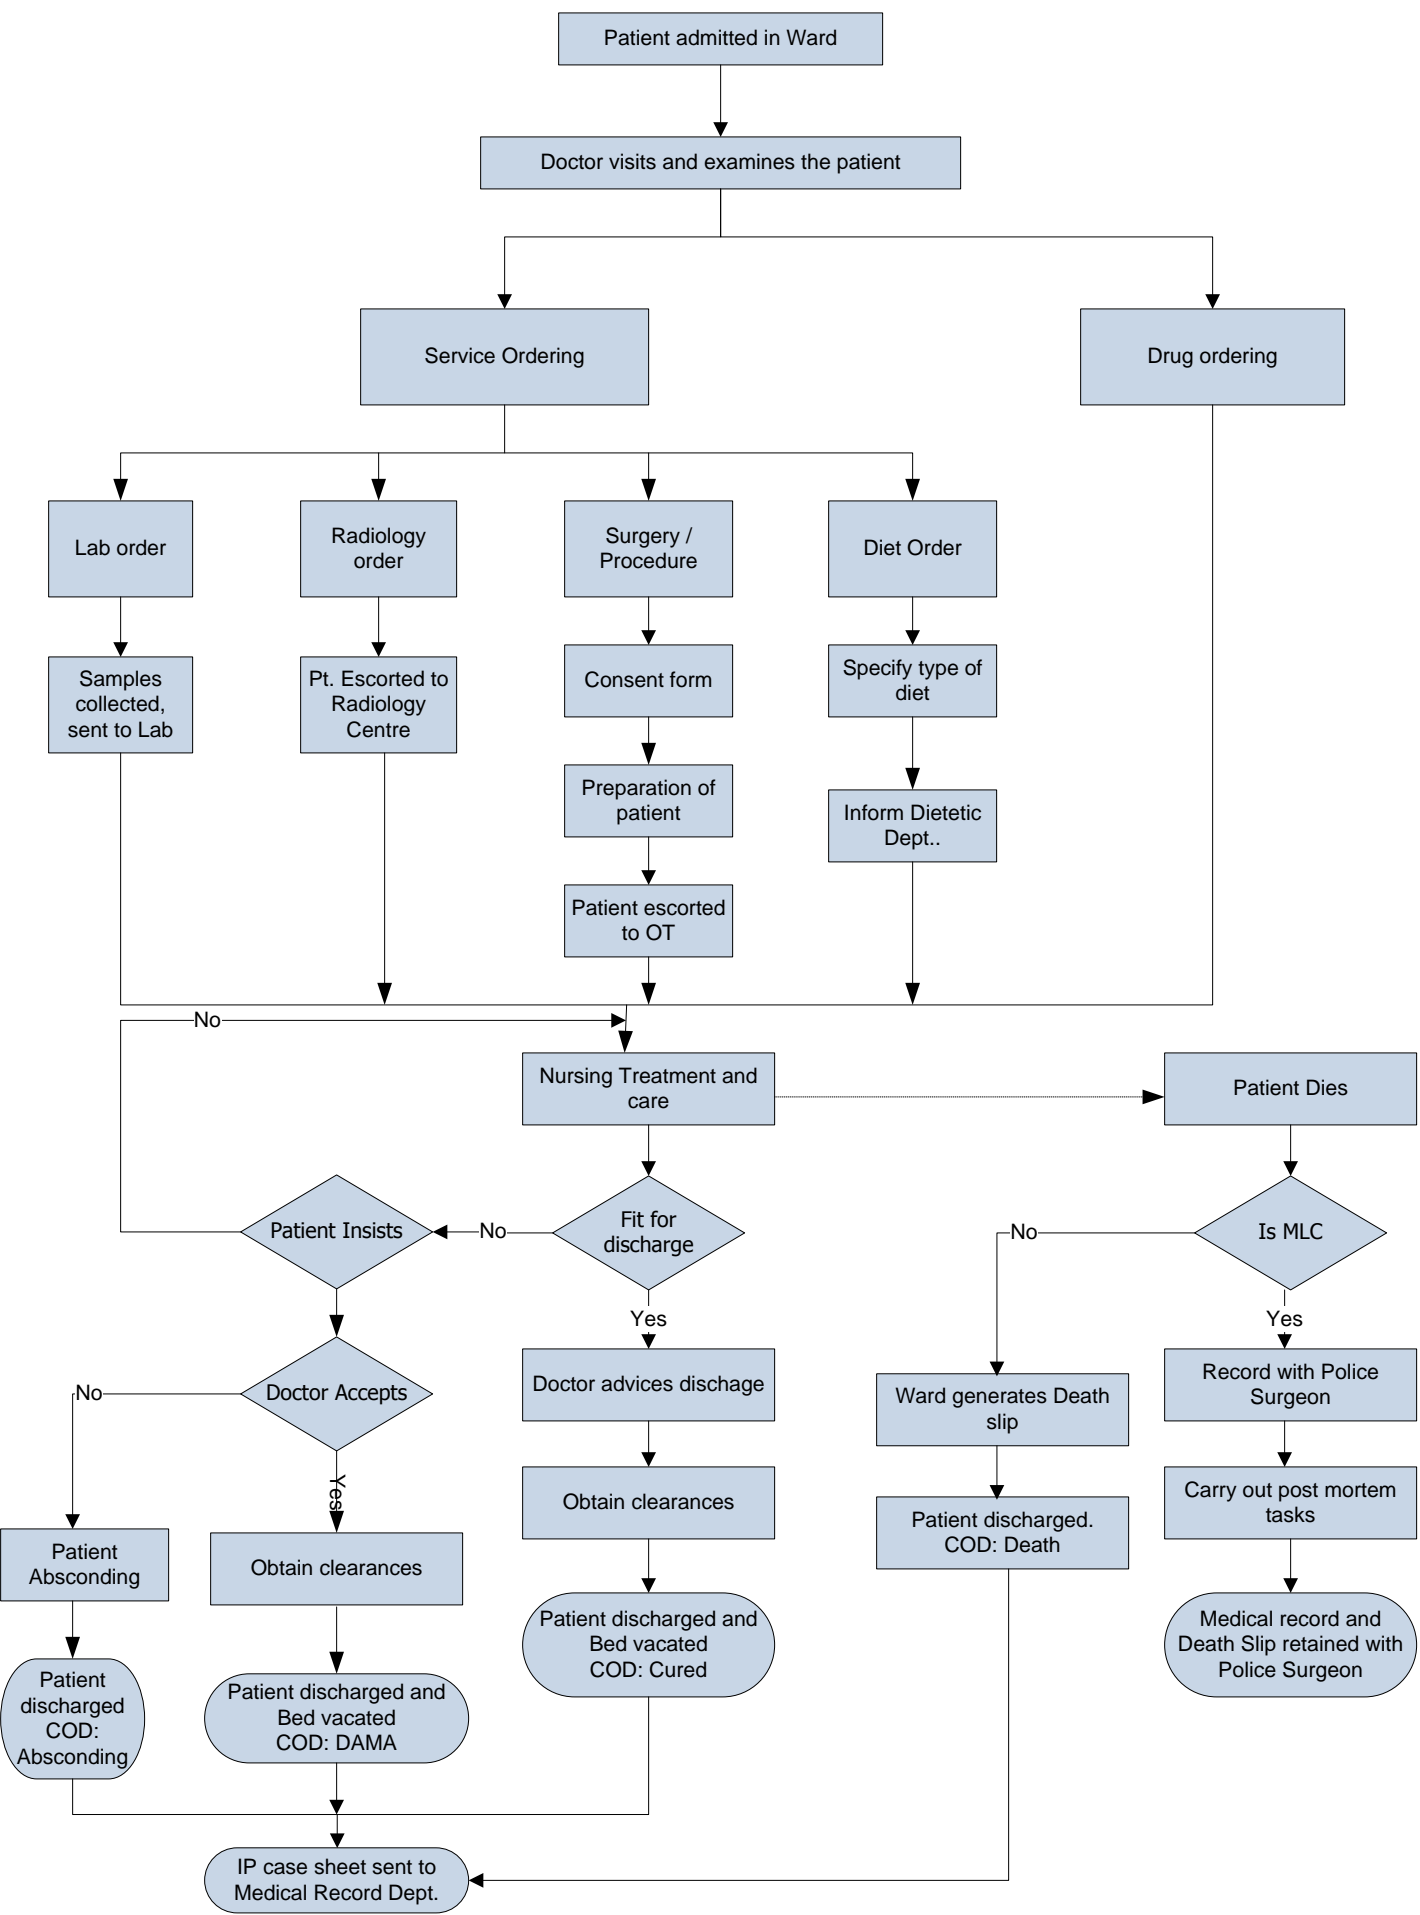 Patient admitted in Ward
Doctor visits and examines the patient
Service Ordering
Drug ordering
Lab order
Radiology
order
Surgery /
Procedure
Diet Order
Samples
collected,
sent to Lab
Pt. Escorted to
Radiology
Centre
Consent form
Specify type of
diet
Preparation of
patient
Inform Dietetic
Dept..
Patient escorted
to OT
No
Nursing Treatment and
care
Patient Dies
Patient Insists
No
Fit for
discharge
No
Is MLC
Yes
Yes
Doctor Accepts
No
Doctor advices dischage
Ward generates Death
slip
Record with Police
Surgeon
Yes
Obtain clearances
Carry out post mortem
tasks
Patient discharged.
COD: Death
Patient
Absconding
Obtain clearances
Patient discharged and
Bed vacated
COD: Cured
Medical record and
Death Slip retained with
Police Surgeon
Patient
discharged
COD:
Absconding
Patient discharged and
Bed vacated
COD: DAMA
IP case sheet sent to
Medical Record Dept.